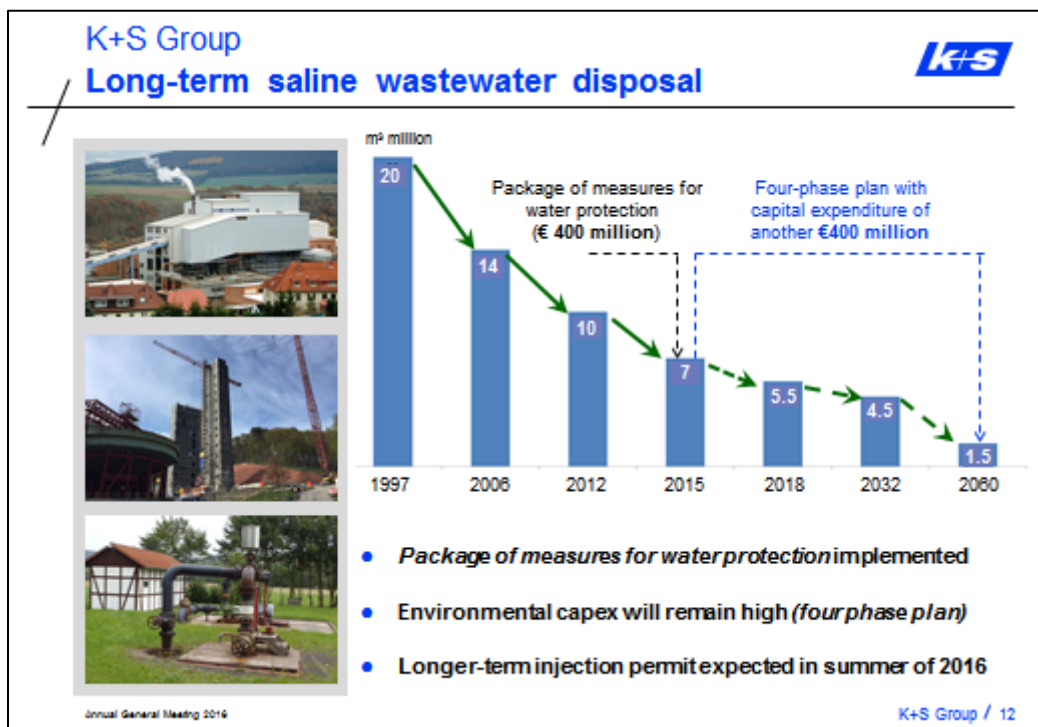 K+S Group
Long-term saline wastewater disposal
k+s
m³ million
20
14
10
7
5.5
4.5
1.5
Package of measures for
water protection
(€ 400 million)
Four-phase plan with
capital expenditure of
another €400 million
1997
2006
2012
2015
2018
2032
2060
● Package of measures for water protection implemented
● Environmental capex will remain high (four phase plan)
● Longer-term injection permit expected in summer of 2016
Annual General Meeting 2016
K+S Group / 12